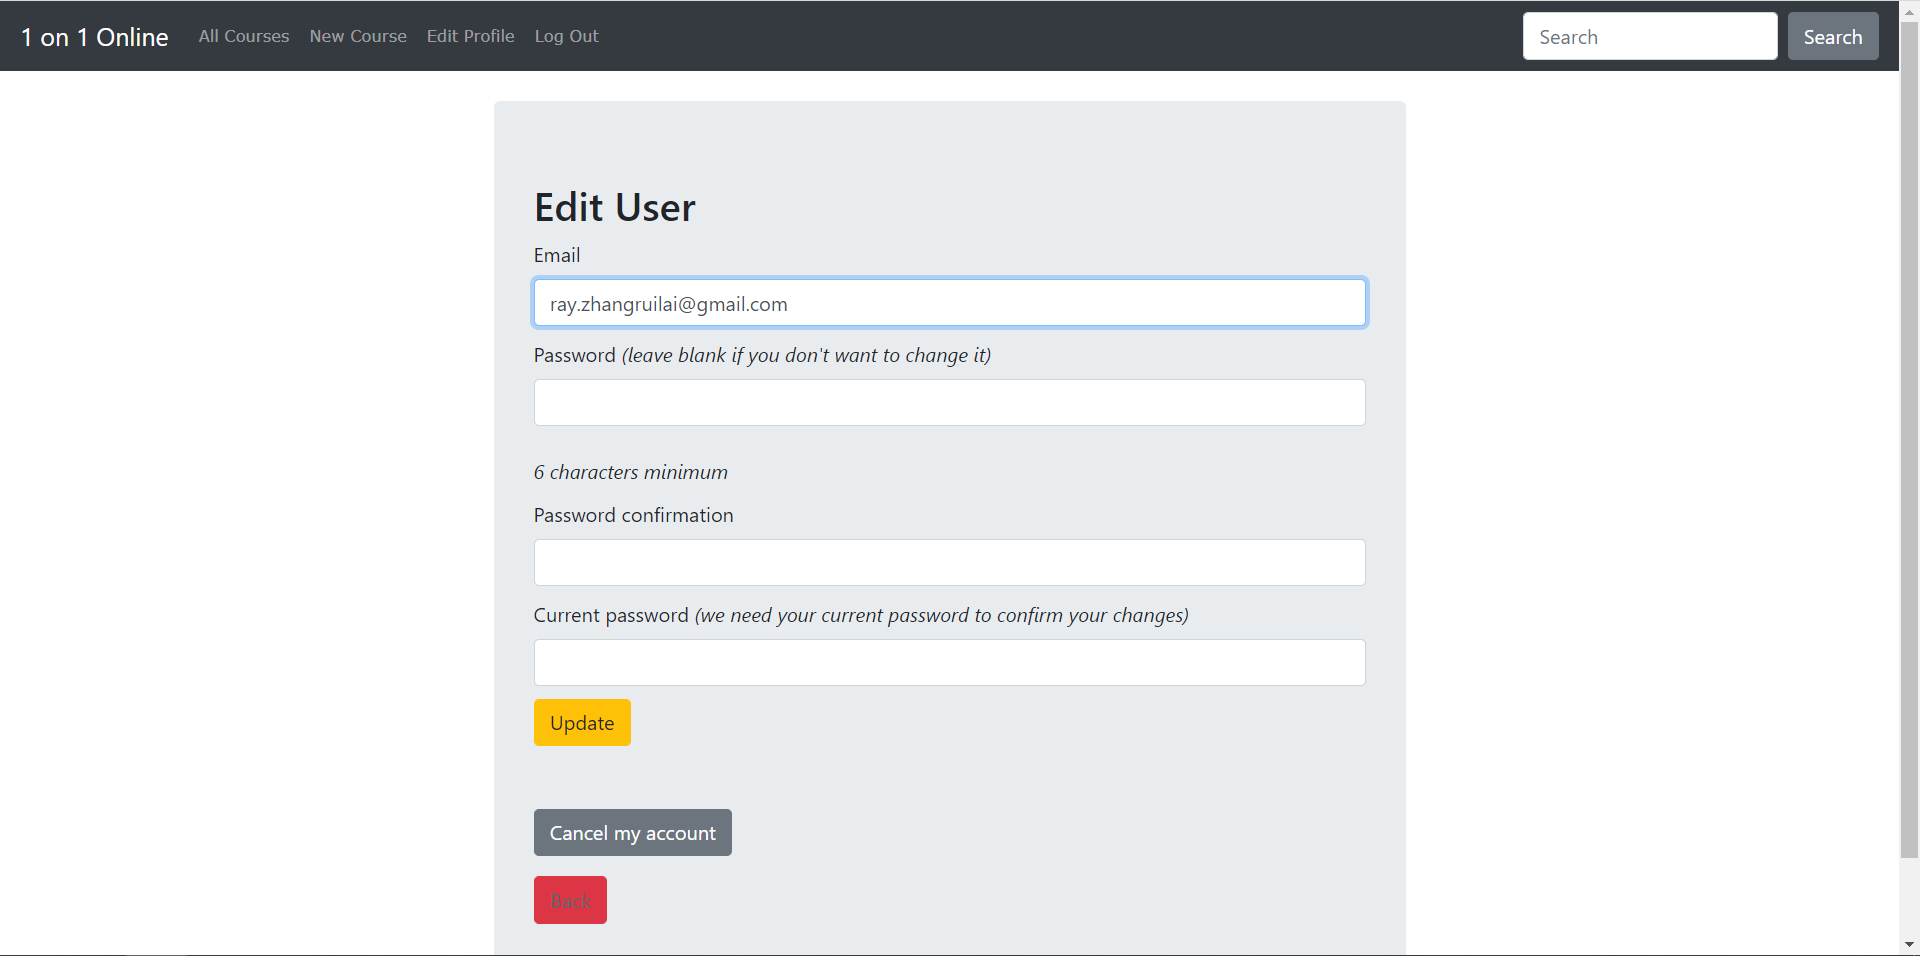 1 on 1 Online All Courses New Course Edit Profile Log Out Search Search
Edit User
Email
ray.zhangruilai@gmail.com
Password (leave blank if you don't want to change it)
6 characters minimum
Password confirmation
Current password (we need your current password to confirm your changes)
Update
Cancel my account
Back